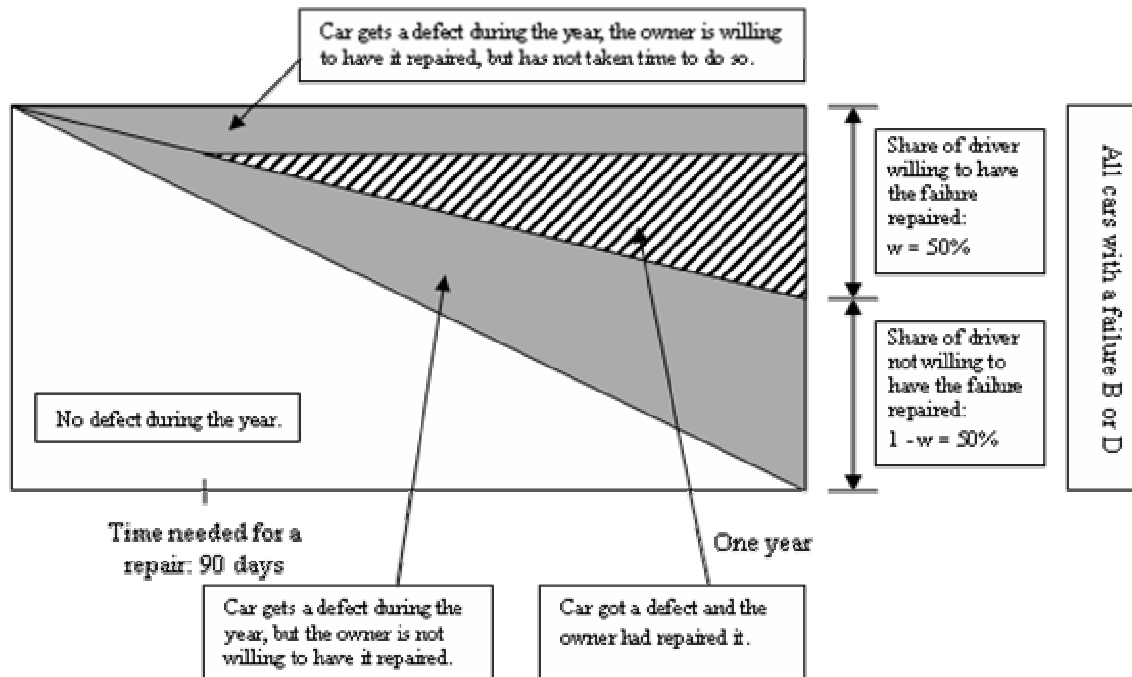 Car gets a defect during the year, the owner is willing
to have it repaired, but has not taken time to do so.
Share of driver
willing to have
the failure
repaired:
w = 50%
All cars with a failure B or D
Share of driver
not willing to
have the failure
repaired:
1 - w = 50%
No defect during the year.
Time needed for a
repair: 90 days
One year
Car gets a defect during the
year, but the owner is not
willing to have it repaired.
Car got a defect and the
owner had repaired it.